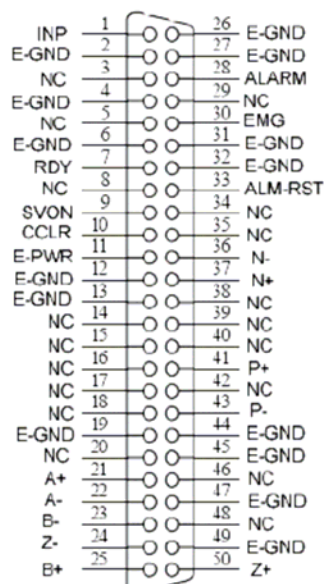 INP 1 26 E-GND
E-GND 2 27 E-GND
NC 3 28 ALARM
E-GND 4 29 NC
NC 5 30 EMG
E-GND 6 31 E-GND
RDY 7 32 E-GND
NC 8 33 ALM-RST
SVON 9 34 NC
CCLR 10 35 NC
E-PWR 11 36 N-
E-GND 12 37 N+
E-GND 13 38 NC
NC 14 39 NC
NC 15 40 NC
NC 16 41 P+
NC 17 42 NC
NC 18 43 P-
E-GND 19 44 E-GND
NC 20 45 E-GND
A+ 21 46 NC
A- 22 47 E-GND
B- 23 48 NC
Z- 24 49 E-GND
B+ 25 50 Z+